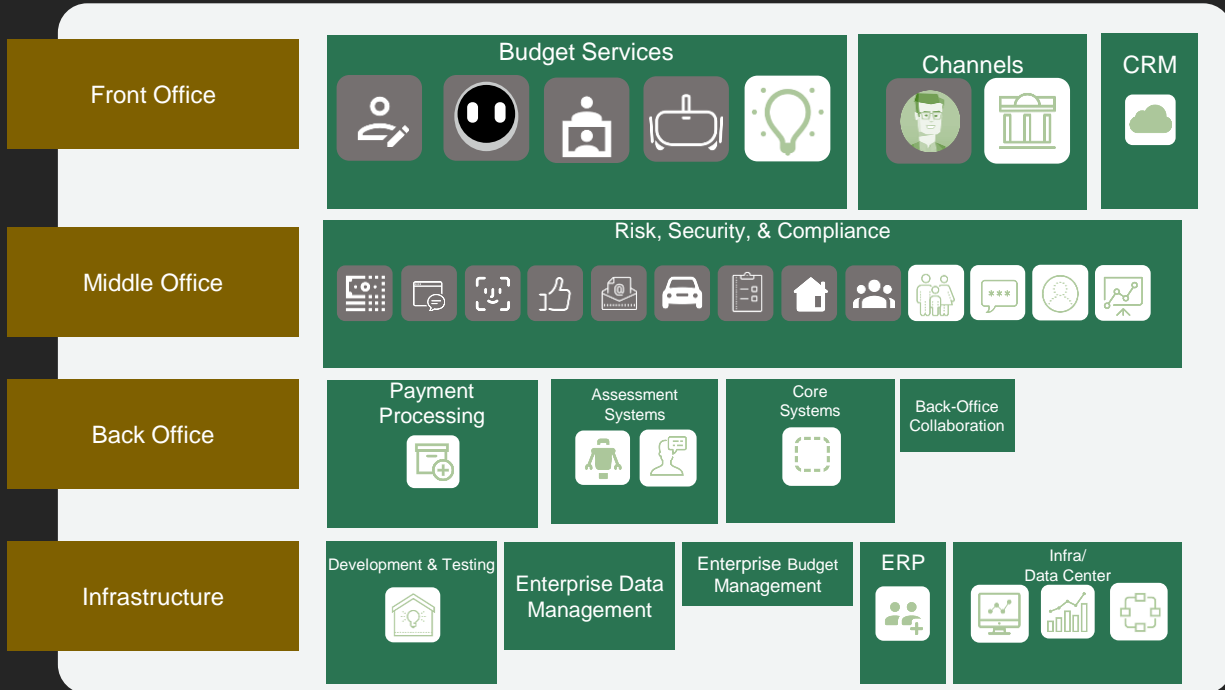 Front Office
Budget Services
Channels
CRM
Middle Office
Risk, Security, & Compliance
@
***
Back Office
Payment
Processing
Assessment
Systems
Core
Systems
Back-Office
Collaboration
Infrastructure
Development & Testing
Enterprise Data
Management
Enterprise Budget
Management
ERP
Infra/
Data Center